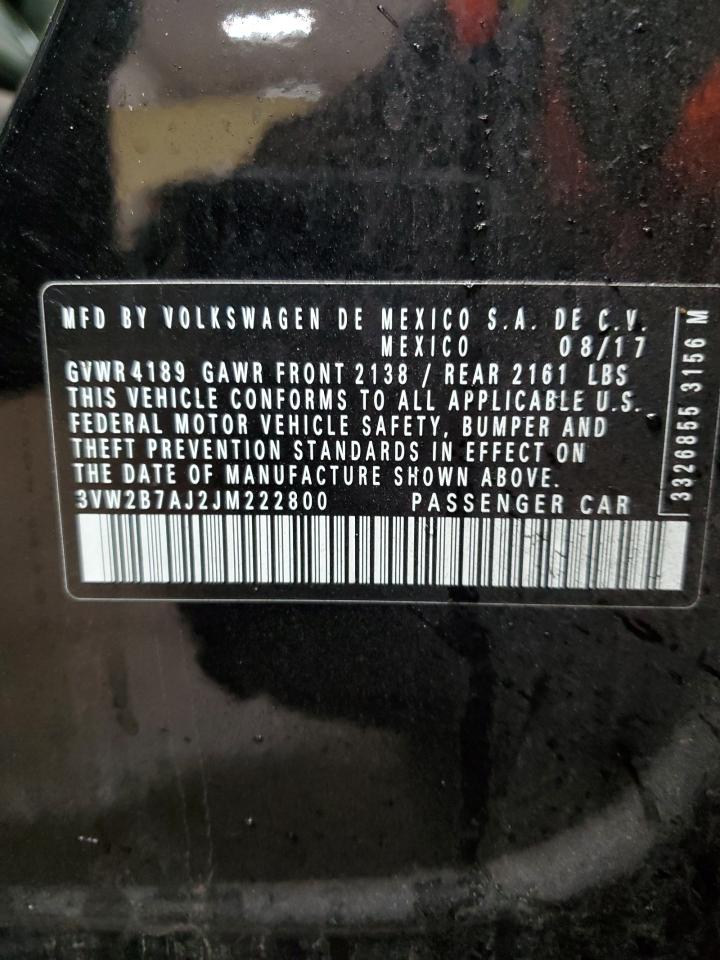 MFD BY VOLKSWAGEN DE MEXICO S.A. DE C.V.
MEXICO 08/17
GVWR 4189 GAWR FRONT 2138 / REAR 2161 LBS
THIS VEHICLE CONFORMS TO ALL APPLICABLE U.S.
FEDERAL MOTOR VEHICLE SAFETY, BUMPER AND
THEFT PREVENTION STANDARDS IN EFFECT ON
THE DATE OF MANUFACTURE SHOWN ABOVE.
3VW2B7AJ2JM222800 PASSENGER CAR
3326855 3156 M